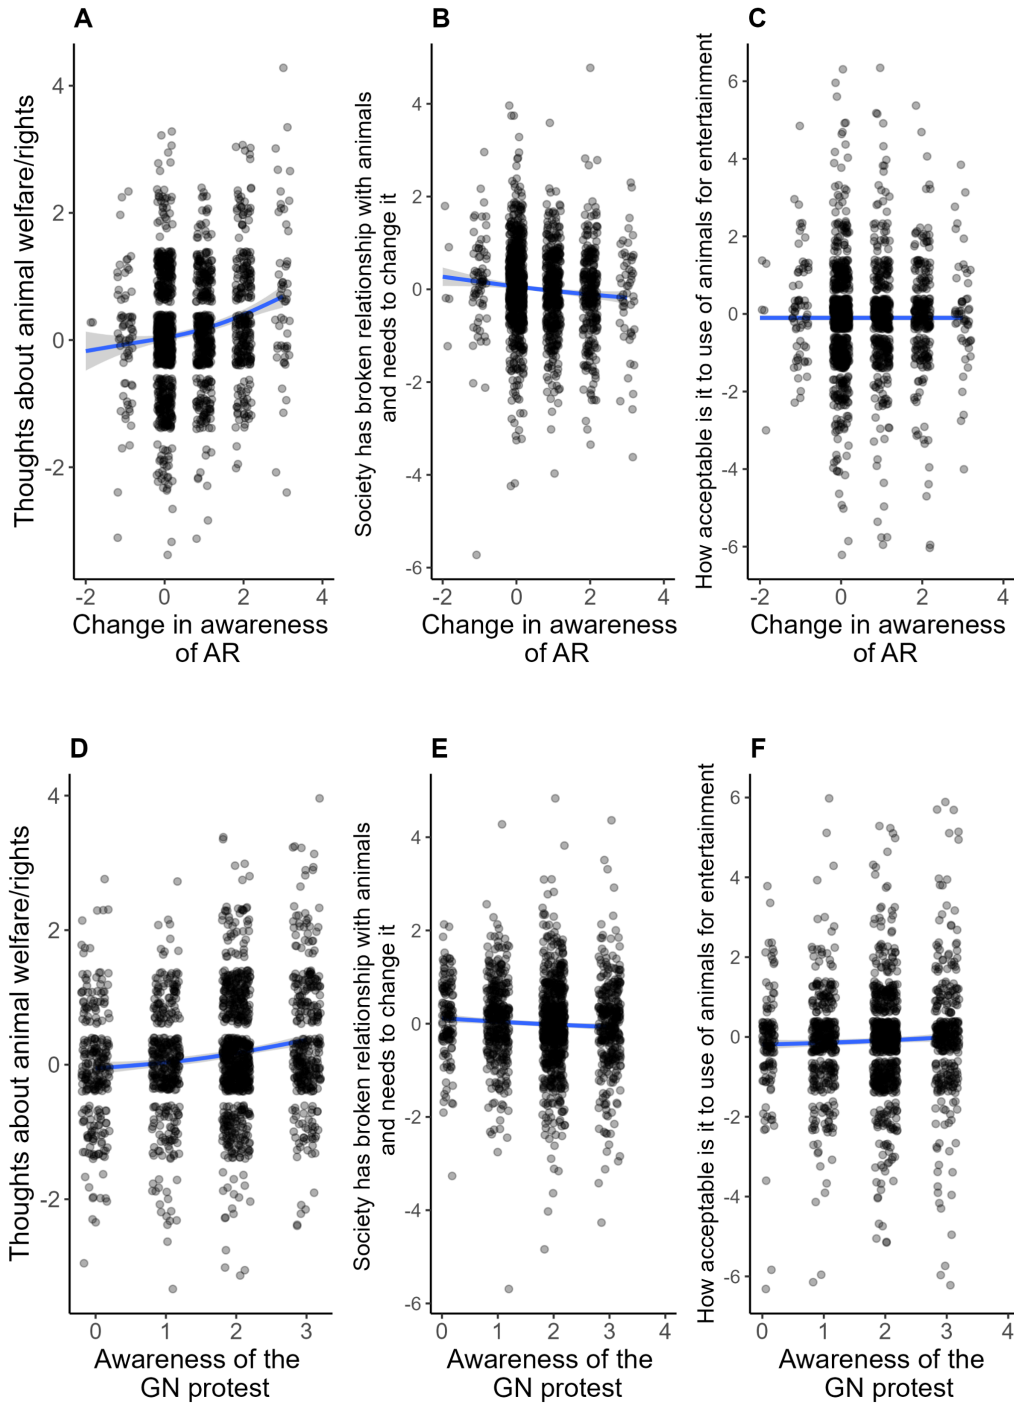 A
B
C
Thoughts about animal welfare/rights
4
2
0
-2
-2
0
2
4
Change in awareness
of AR
Society has broken relationship with animals
and needs to change it
4
2
0
-2
-4
-6
-2
0
2
4
Change in awareness
of AR
How acceptable is it to use of animals for entertainment
6
4
2
0
-2
-4
-6
-2
0
2
4
Change in awareness
of AR
D
E
F
Thoughts about animal welfare/rights
4
2
0
-2
0
1
2
3
Awareness of the
GN protest
Society has broken relationship with animals
and needs to change it
4
2
0
-2
-4
-6
0
1
2
3
4
Awareness of the
GN protest
How acceptable is it to use of animals for entertainment
6
4
2
0
-2
-4
-6
0
1
2
3
4
Awareness of the
GN protest